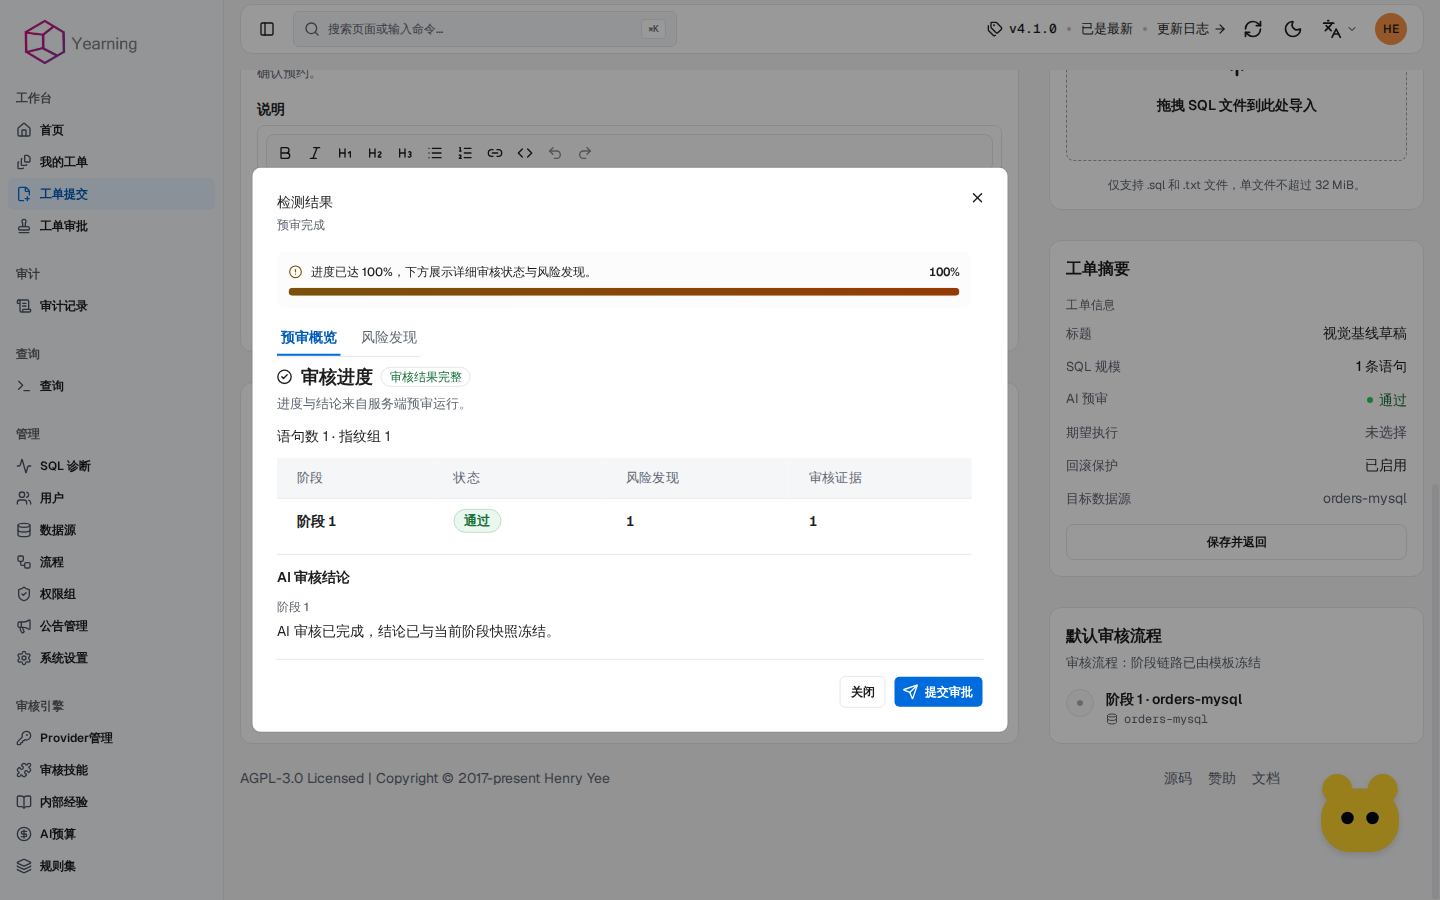 Yearning
工作台
首页
我的工单
工单提交
工单审批
审计
审计记录
查询
查询
管理
SQL 诊断
用户
数据源
流程
权限组
公告管理
系统设置
审核引擎
Provider管理
审核技能
内部经验
AI预算
规则集
搜索页面或输入命令...
⌘K
v4.1.0
已是最新
更新日志
HE
确认预约。
说明
B I H1 H2 H3
检测结果
预审完成
进度已达 100%，下方展示详细审核状态与风险发现。
100%
预审概览
风险发现
审核进度
审核结果完整
进度与结论来自服务端预审运行。
语句数 1 · 指纹组 1
阶段 状态 风险发现 审核证据
阶段 1 通过 1 1
AI 审核结论
阶段 1
AI 审核已完成，结论已与当前阶段快照冻结。
关闭
提交审批
拖拽 SQL 文件到此处导入
仅支持 .sql 和 .txt 文件，单文件不超过 32 MiB。
工单摘要
工单信息
标题 视觉基线草稿
SQL 规模 1 条语句
AI 预审 通过
期望执行 未选择
回滚保护 已启用
目标数据源 orders-mysql
保存并返回
默认审核流程
审核流程：阶段链路已由模板冻结
阶段 1 · orders-mysql
orders-mysql
AGPL-3.0 Licensed | Copyright © 2017-present Henry Yee
源码 赞助 文档